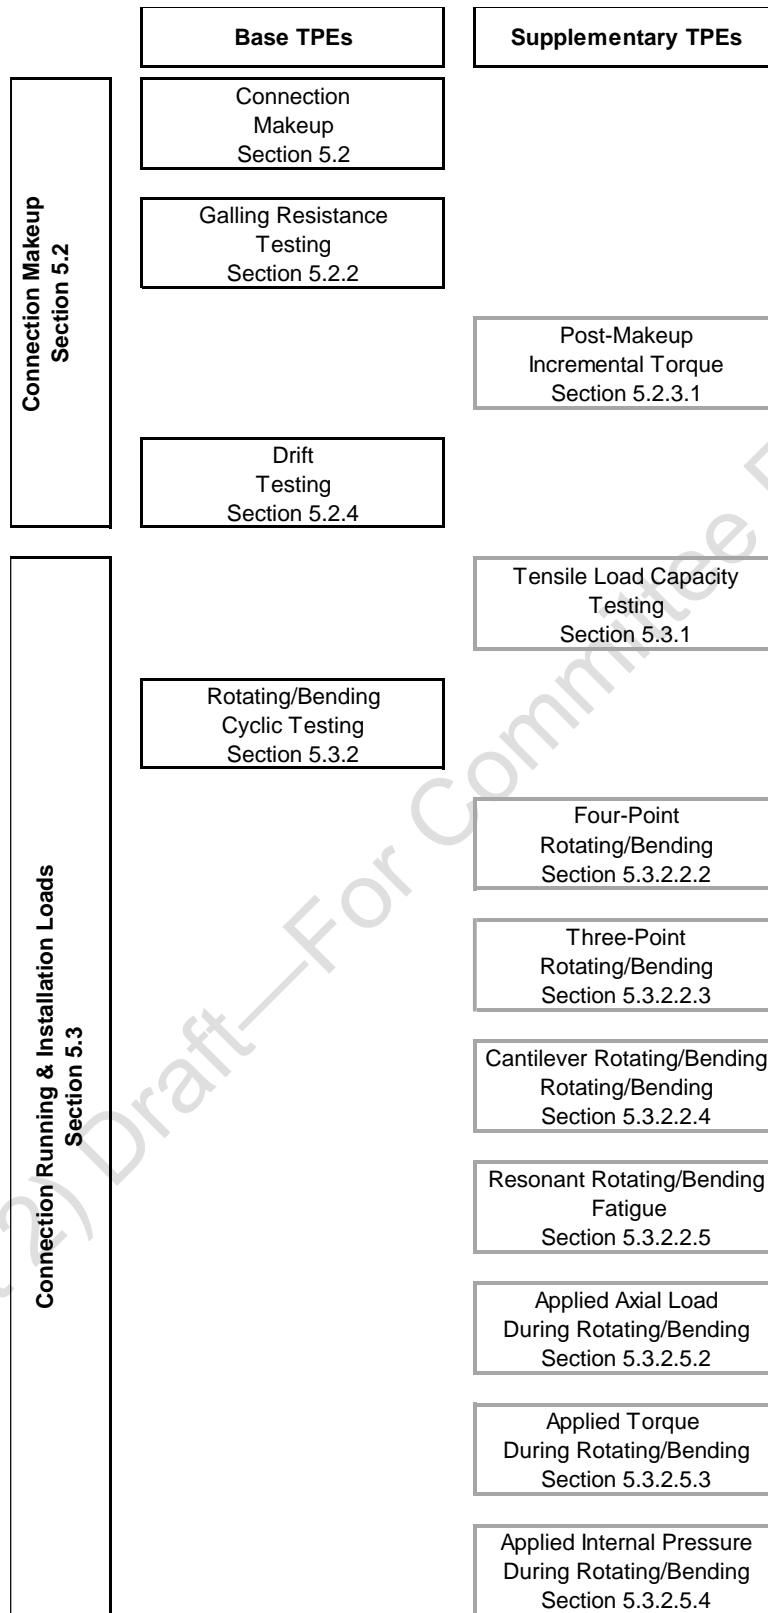 Base TPEs
Supplementary TPEs
Connection Makeup
Section 5.2
Connection
Makeup
Section 5.2
Galling Resistance
Testing
Section 5.2.2
Post-Makeup
Incremental Torque
Section 5.2.3.1
Drift
Testing
Section 5.2.4
Connection Running & Installation Loads
Section 5.3
Tensile Load Capacity
Testing
Section 5.3.1
Rotating/Bending
Cyclic Testing
Section 5.3.2
Four-Point
Rotating/Bending
Section 5.3.2.2.2
Three-Point
Rotating/Bending
Section 5.3.2.2.3
Cantilever Rotating/Bending
Rotating/Bending
Section 5.3.2.2.4
Resonant Rotating/Bending
Fatigue
Section 5.3.2.2.5
Applied Axial Load
During Rotating/Bending
Section 5.3.2.5.2
Applied Torque
During Rotating/Bending
Section 5.3.2.5.3
Applied Internal Pressure
During Rotating/Bending
Section 5.3.2.5.4
2) Draft—For Committee